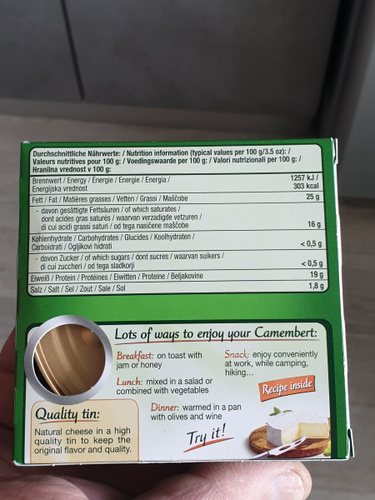 Durchschnittliche Nährwerte: / Nutrition information (typical values per 100 g/3.5 oz): /
Valeurs nutritives pour 100 g: / Voedingswaarde per 100 g: / Valori nutrizionali per 100 g: /
Hranilna vrednost v 100 g:
Brennwert / Energy / Energie / Energie / Energia / 1257 kJ /
Energijska vrednost 303 kcal
Fett / Fat / Matières grasses / Vetten / Grassi / Maščobe 25 g
- davon gesättigte Fettsäuren / of which saturates /
dont acides gras saturés / waarvan verzadigde vetzuren /
di cui acidi grassi saturi / od tega nasičene maščobe 16 g
Kohlenhydrate / Carbohydrates / Glucides / Koolhydraten /
Carboidrati / Ogljikovi hidrati < 0,5 g
- davon Zucker / of which sugars / dont sucres / waarvan suikers /
di cui zuccheri / od tega sladkorji < 0,5 g
Eiweiß / Protein / Protéines / Eiwitten / Proteine / Beljakovine 19 g
Salz / Salt / Sel / Zout / Sale / Sol 1,8 g
Lots of ways to enjoy your Camembert:
Breakfast: on toast with
jam or honey
Lunch: mixed in a salad or
combined with vegetables
Dinner: warmed in a pan
with olives and wine
Try it!
Snack: enjoy conveniently
at work, while camping,
hiking...
Recipe inside
Quality tin:
Natural cheese in a high
quality tin to keep the
original flavor and quality.